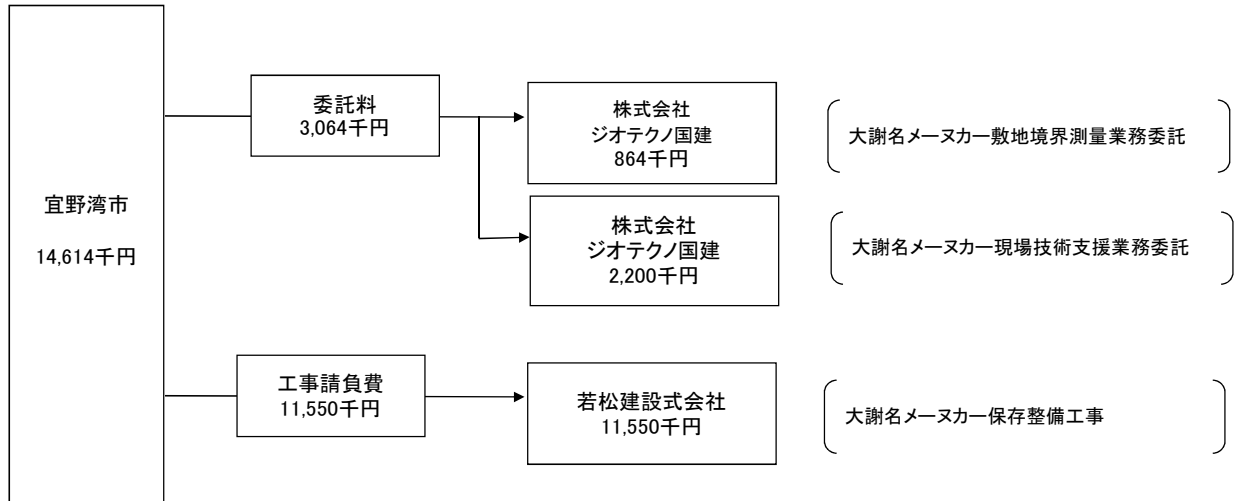 宜野湾市
14,614千円
委託料
3,064千円
株式会社
ジオテクノ国建
864千円
大謝名メーヌカー敷地境界測量業務委託
株式会社
ジオテクノ国建
2,200千円
大謝名メーヌカー現場技術支援業務委託
工事請負費
11,550千円
若松建設式会社
11,550千円
大謝名メーヌカー保存整備工事